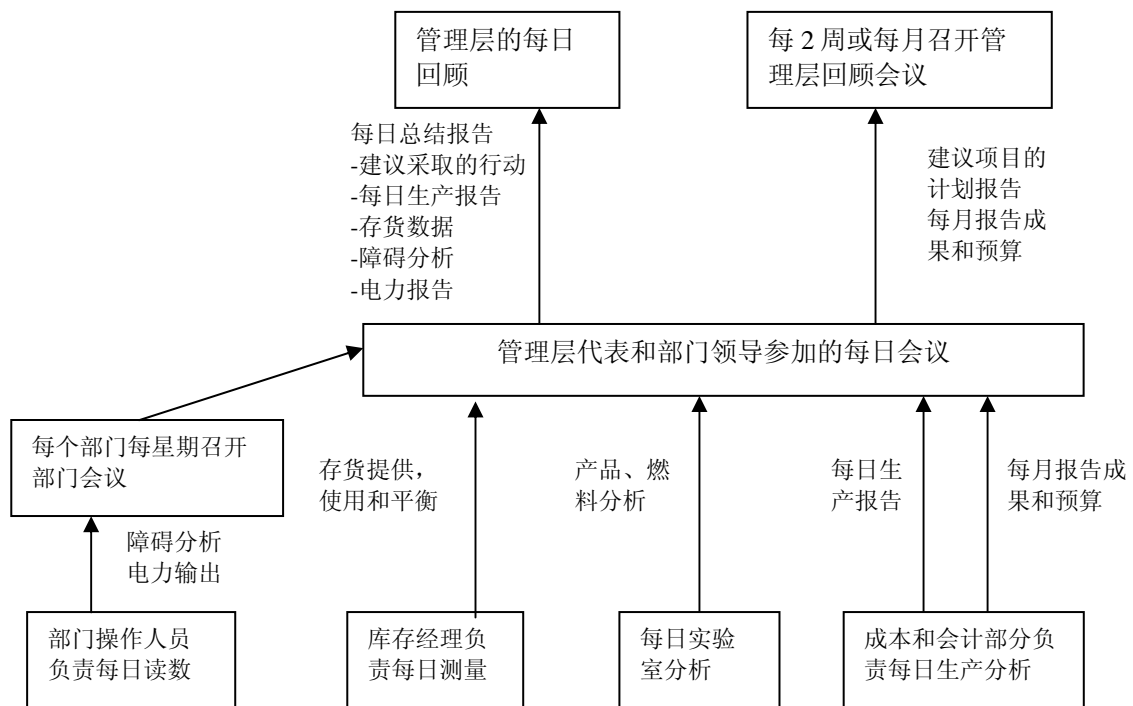 管理层的每日
回顾
每 2 周或每月召开管
理层回顾会议
每日总结报告
-建议采取的行动
-每日生产报告
-存货数据
-障碍分析
-电力报告
建议项目的
计划报告
每月报告成
果和预算
管理层代表和部门领导参加的每日会议
每个部门每星期召开
部门会议
存货提供，
使用和平衡
产品、燃
料分析
每日生
产报告
每月报告成
果和预算
障碍分析
电力输出
部门操作人员
负责每日读数
库存经理负
责每日测量
每日实验
室分析
成本和会计部分负
责每日生产分析